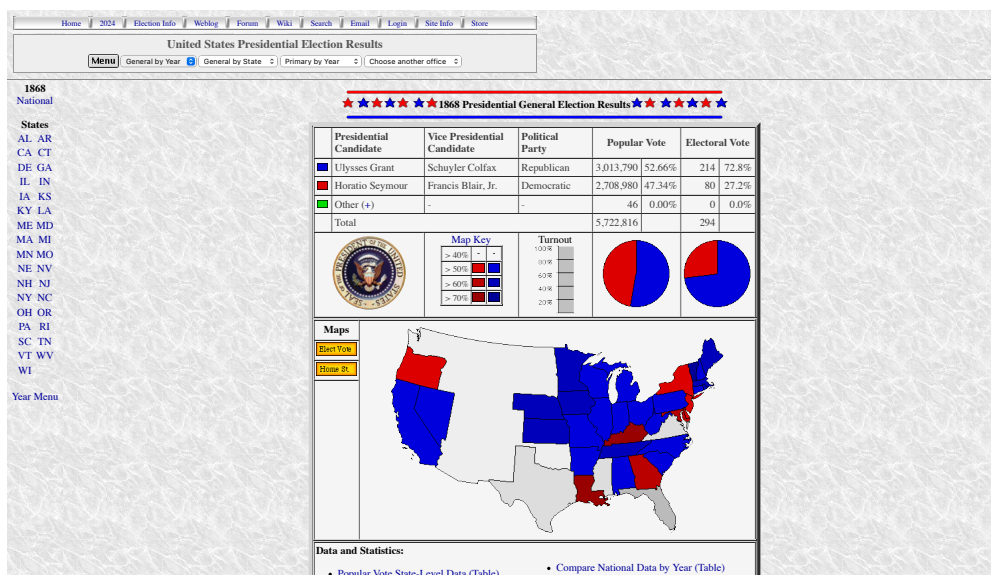 Home 2024 Election Info Weblog Forum Wiki Search Email Login Site Info Store
United States Presidential Election Results
Menu General by Year General by State Primary by Year Choose another office
1868
National
States
AL AR
CA CT
DE GA
IL IN
IA KS
KY LA
ME MD
MA MI
MN MO
NE NV
NH NJ
NY NC
OH OR
PA RI
SC TN
VT WV
WI
Year Menu
1868 Presidential General Election Results
Presidential Candidate Vice Presidential Candidate Political Party Popular Vote Electoral Vote
Ulysses Grant Schuyler Colfax Republican 3,013,790 52.66% 214 72.8%
Horatio Seymour Francis Blair, Jr. Democratic 2,708,980 47.34% 80 27.2%
Other (+) - - 46 0.00% 0 0.0%
Total 5,722,816 294
SEAL OF THE PRESIDENT OF THE UNITED STATES
Map Key
> 40% - -
> 50%
> 60%
> 70%
Turnout
100%
80%
60%
40%
20%
Maps
Elect Vote
Home St.
Data and Statistics:
• Popular Vote State-Level Data (Table)
• Compare National Data by Year (Table)